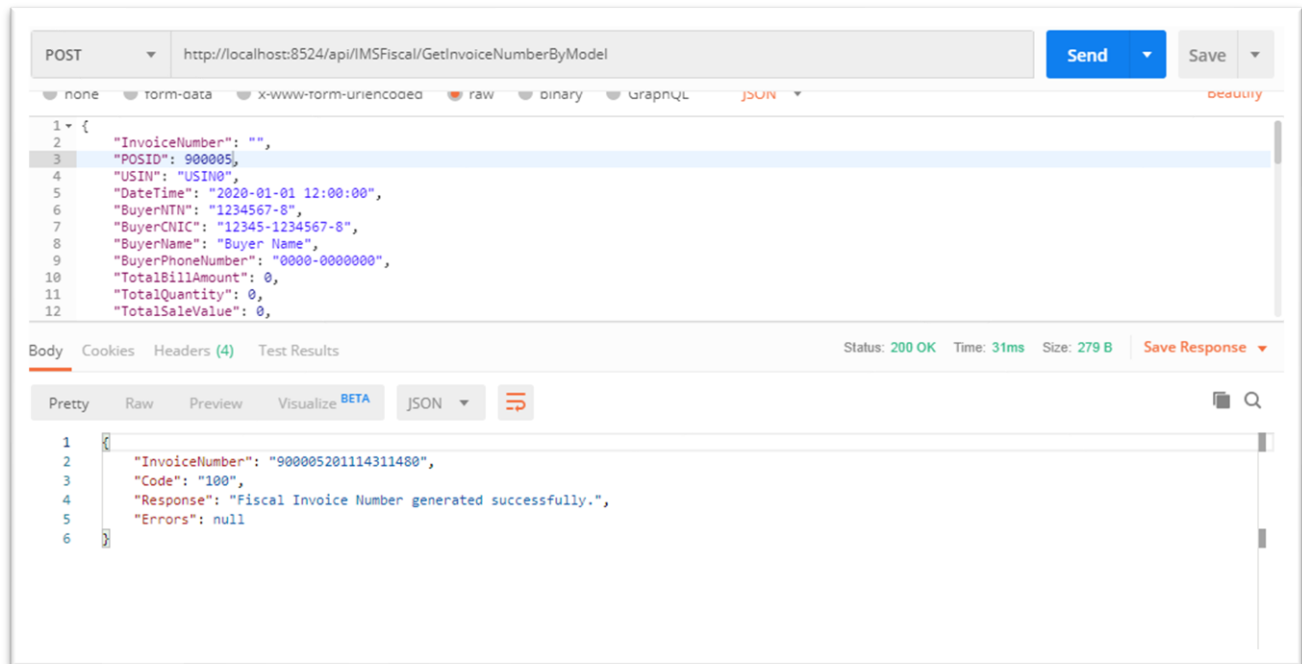 POST http://localhost:8524/api/IMSFiscal/GetInvoiceNumberByModel Send Save
none form-data x-www-form-urlencoded raw binary GraphQL JSON Beautify
1 {
2 "InvoiceNumber": "",
3 "POSID": 900005,
4 "USIN": "USIN0",
5 "DateTime": "2020-01-01 12:00:00",
6 "BuyerNTN": "1234567-8",
7 "BuyerCNIC": "12345-1234567-8",
8 "BuyerName": "Buyer Name",
9 "BuyerPhoneNumber": "0000-0000000",
10 "TotalBillAmount": 0,
11 "TotalQuantity": 0,
12 "TotalSaleValue": 0,
Body Cookies Headers (4) Test Results Status: 200 OK Time: 31ms Size: 279 B Save Response
Pretty Raw Preview Visualize BETA JSON
1 {
2 "InvoiceNumber": "900005201114311480",
3 "Code": "100",
4 "Response": "Fiscal Invoice Number generated successfully.",
5 "Errors": null
6 }